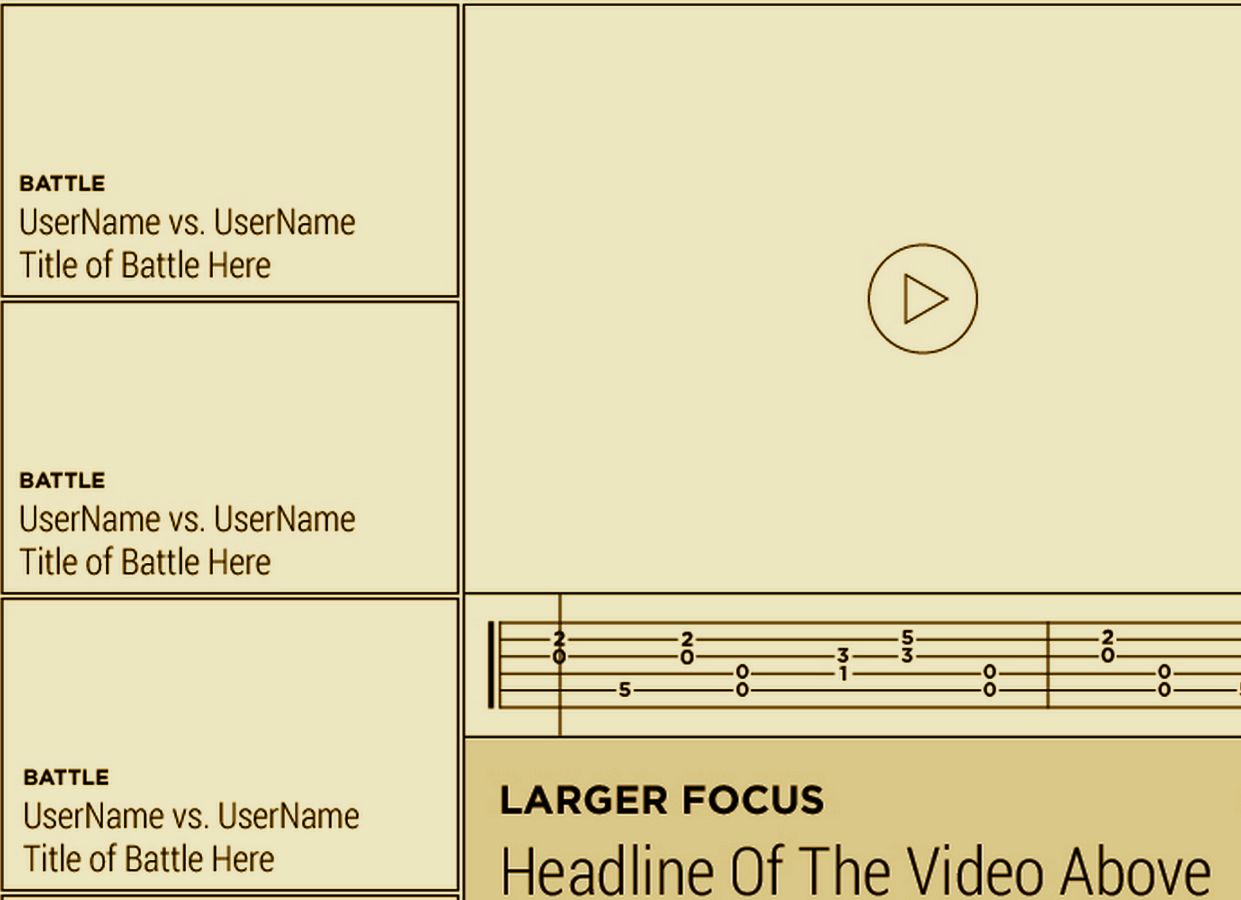 BATTLE
UserName vs. UserName
Title of Battle Here
BATTLE
UserName vs. UserName
Title of Battle Here
BATTLE
UserName vs. UserName
Title of Battle Here
2 2 5 2
0 0 3 3 0
0 1 0 0
5 0 0 0
LARGER FOCUS
Headline Of The Video Above